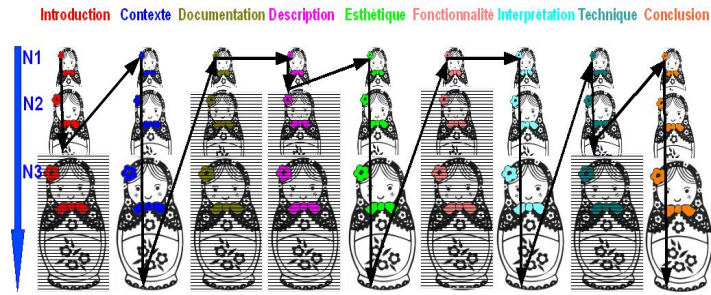 Introduction Contexte Documentation Description Esthétique Fonctionnalité Interprétation Technique Conclusion
N1
N2
N3